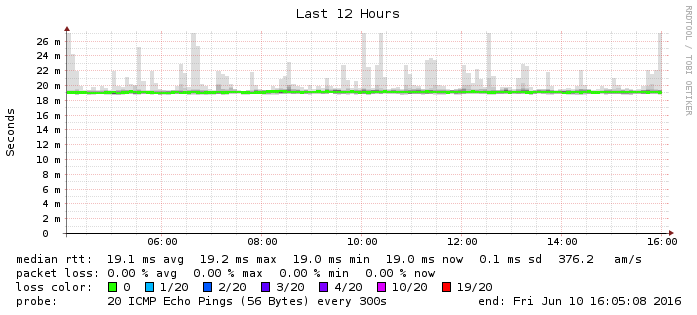 Last 12 Hours
RRDTOOL / TOBI OETIKER
Seconds
26 m
24 m
22 m
20 m
18 m
16 m
14 m
12 m
10 m
8 m
6 m
4 m
2 m
0
06:00 08:00 10:00 12:00 14:00 16:00
median rtt: 19.1 ms avg 19.2 ms max 19.0 ms min 19.0 ms now 0.1 ms sd 376.2 am/s
packet loss: 0.00 % avg 0.00 % max 0.00 % min 0.00 % now
loss color: 0 1/20 2/20 3/20 4/20 10/20 19/20
probe: 20 ICMP Echo Pings (56 Bytes) every 300s end: Fri Jun 10 16:05:08 2016